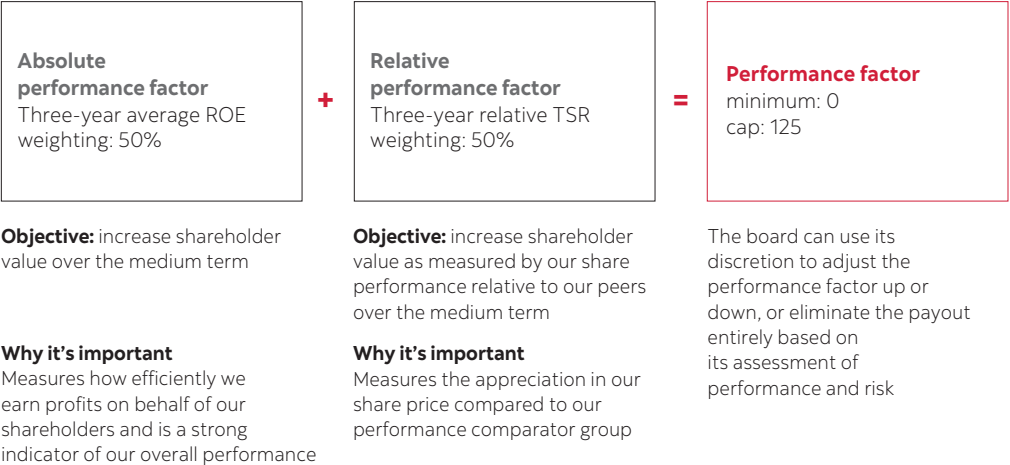 Absolute
performance factor
Three-year average ROE
weighting: 50%
+
Relative
performance factor
Three-year relative TSR
weighting: 50%
=
Performance factor
minimum: 0
cap: 125
Objective: increase shareholder
value over the medium term
Why it's important
Measures how efficiently we
earn profits on behalf of our
shareholders and is a strong
indicator of our overall performance
Objective: increase shareholder
value as measured by our share
performance relative to our peers
over the medium term
Why it's important
Measures the appreciation in our
share price compared to our
performance comparator group
The board can use its
discretion to adjust the
performance factor up or
down, or eliminate the payout
entirely based on
its assessment of
performance and risk